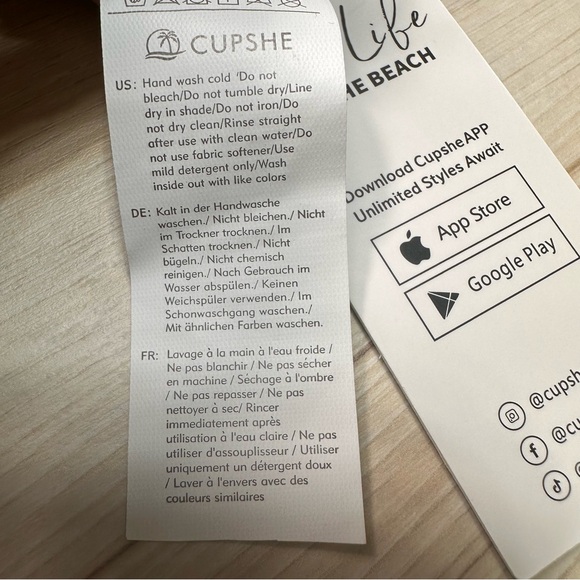 CUPSHE
US: Hand wash cold 'Do not
bleach/Do not tumble dry/Line
dry in shade/Do not iron/Do
not dry clean/Rinse straight
after use with clean water/Do
not use fabric softener/Use
mild detergent only/Wash
inside out with like colors
DE: Kalt in der Handwäsche
waschen./ Nicht bleichen./ Nicht
im Trockner trocknen./ Im
Schatten trocknen./ Nicht
bügeln./ Nicht chemisch
reinigen./ Nach Gebrauch im
Wasser abspülen./ Keinen
Weichspüler verwenden./ Im
Schonwaschgang waschen./
Mit ähnlichen Farben waschen.
FR: Lavage à la main à l'eau froide /
Ne pas blanchir / Ne pas sécher
en machine / Séchage à l'ombre
/ Ne pas repasser / Ne pas
nettoyer à sec/ Rincer
immediatement après
utilisation à l'eau claire / Ne pas
utiliser d'assouplisseur / Utiliser
uniquement un détergent doux
/ Laver à l'envers avec des
couleurs similaires
Life
BEACH
Download Cupshe APP
Unlimited Styles Await
App Store
Google Play